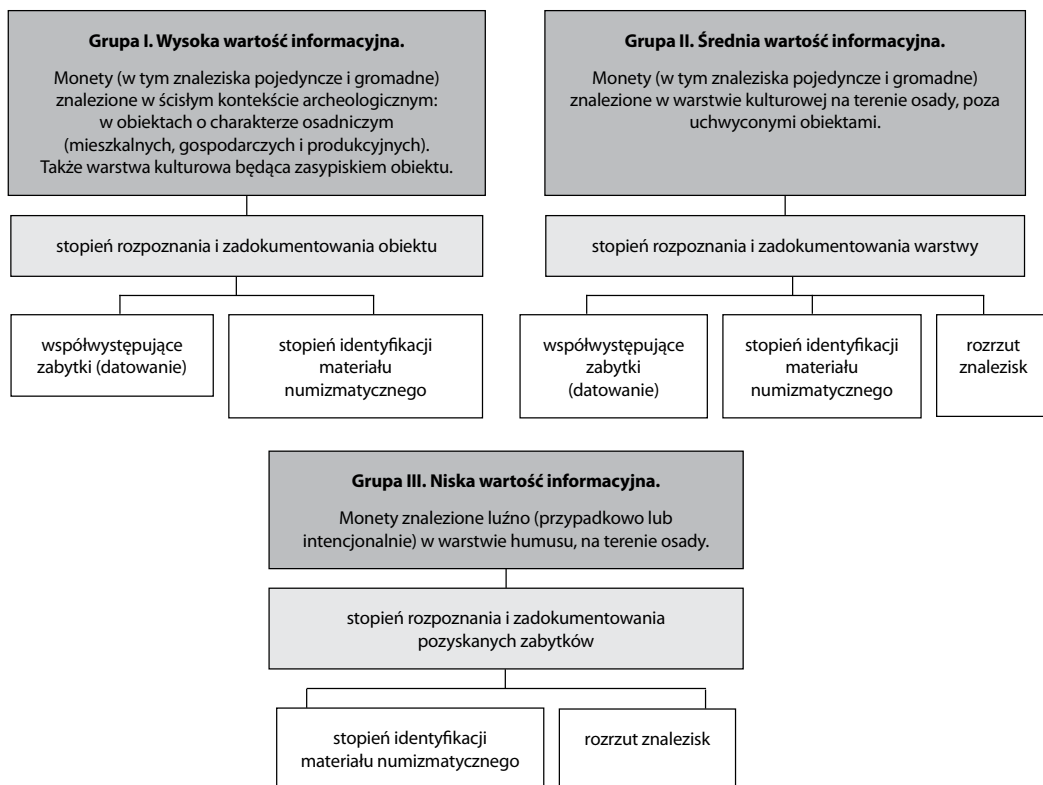 Grupa I. Wysoka wartość informacyjna.
Monety (w tym znaleziska pojedyncze i gromadne)
znalezione w ścisłym kontekście archeologicznym:
w obiektach o charakterze osadniczym
(mieszkalnych, gospodarczych i produkcyjnych).
Także warstwa kulturowa będąca zasypiskiem obiektu.
stopień rozpoznania i zadokumentowania obiektu
współwystępujące
zabytki (datowanie)
stopień identyfikacji
materiału
numizmatycznego
Grupa II. Średnia wartość informacyjna.
Monety (w tym znaleziska pojedyncze i gromadne)
znalezione w warstwie kulturowej na terenie osady, poza
uchwyconymi obiektami.
stopień rozpoznania i zadokumentowania warstwy
współwystępujące
zabytki
(datowanie)
stopień identyfikacji
materiału
numizmatycznego
rozrzut
znalezisk
Grupa III. Niska wartość informacyjna.
Monety znalezione luźno (przypadkowo lub
intencjonalnie) w warstwie humusu, na terenie osady.
stopień rozpoznania i zadokumentowania
pozyskanych zabytków
stopień identyfikacji
materiału numizmatycznego
rozrzut znalezisk